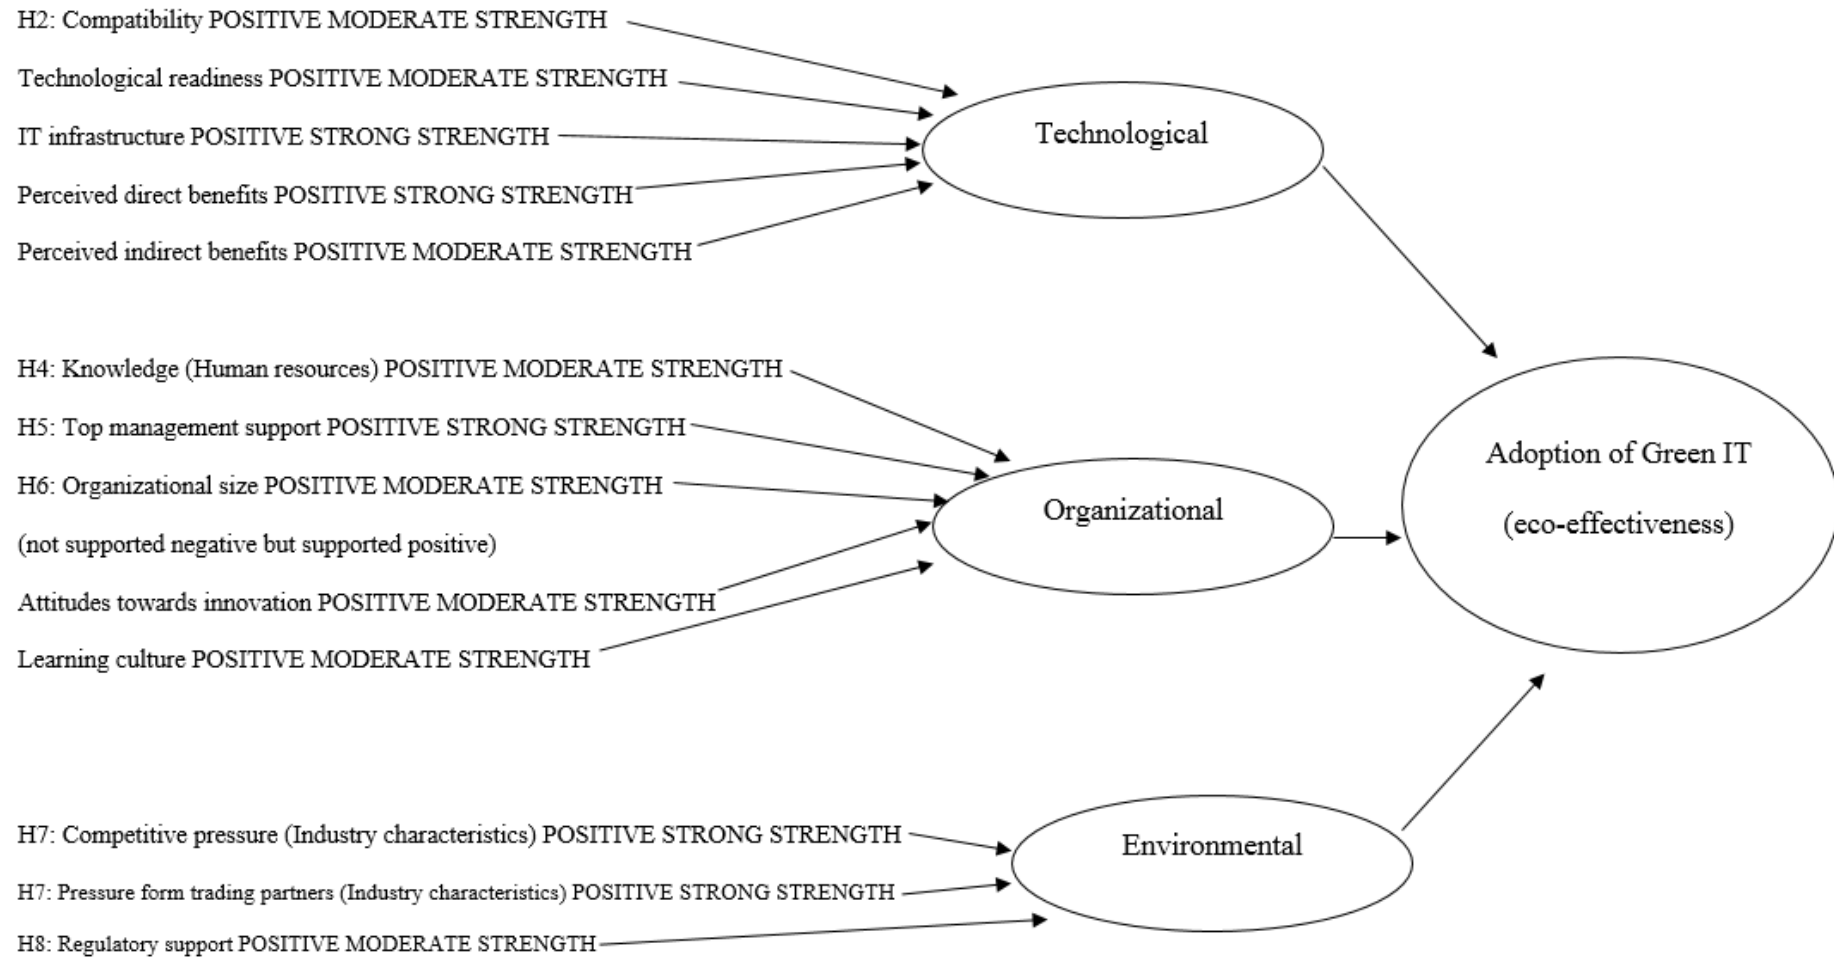 H2: Compatibility POSITIVE MODERATE STRENGTH
Technological readiness POSITIVE MODERATE STRENGTH
IT infrastructure POSITIVE STRONG STRENGTH
Perceived direct benefits POSITIVE STRONG STRENGTH
Perceived indirect benefits POSITIVE MODERATE STRENGTH
Technological
H4: Knowledge (Human resources) POSITIVE MODERATE STRENGTH
H5: Top management support POSITIVE STRONG STRENGTH
H6: Organizational size POSITIVE MODERATE STRENGTH
(not supported negative but supported positive)
Attitudes towards innovation POSITIVE MODERATE STRENGTH
Learning culture POSITIVE MODERATE STRENGTH
Organizational
Adoption of Green IT
(eco-effectiveness)
H7: Competitive pressure (Industry characteristics) POSITIVE STRONG STRENGTH
H7: Pressure form trading partners (Industry characteristics) POSITIVE STRONG STRENGTH
H8: Regulatory support POSITIVE MODERATE STRENGTH
Environmental